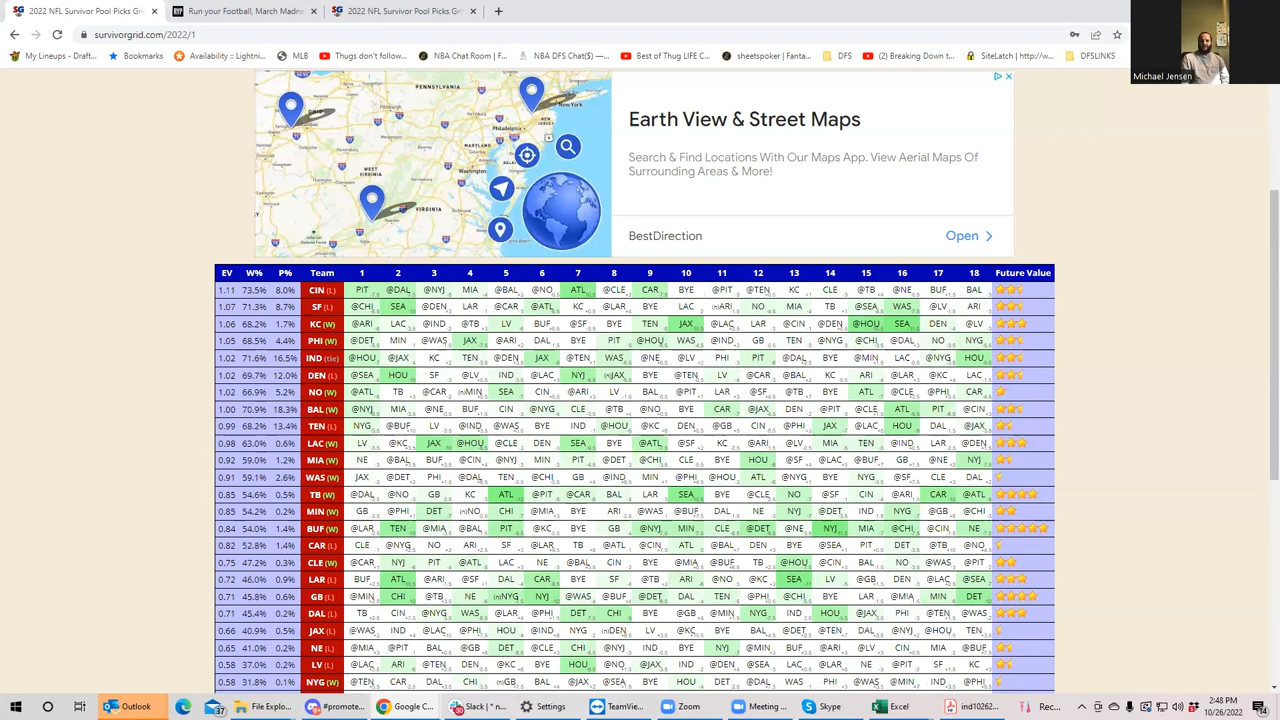 2022 NFL Survivor Pool Picks Gri
Run your Football, March Madne
2022 NFL Survivor Pool Picks Gri
survivorgrid.com/2022/1
My Lineups - Draft... Bookmarks Availability :: Lightni... MLB Thugs don't follow... NBA Chat Room | F... NBA DFS Chat($) —... Best of Thug LIFE C... sheetspoker | Fanta... DFS (2) (Breaking Down t... SiteLatch | http://w... DFSLINKS
Michael Jensen
PENNSYLVANIA
New York
Philadelphia
OHIO
MARYLAND
WEST
VIRGINIA
VIRGINIA
Earth View & Street Maps
Search & Find Locations With Our Maps App. View Aerial Maps Of
Surrounding Areas & More!
BestDirection
Open
EV W% P% Team 1 2 3 4 5 6 7 8 9 10 11 12 13 14 15 16 17 18 Future Value
1.11 73.5% 8.0% CIN (L) PIT @DAL @NYJ MIA @BAL @NO ATL @CLE CAR BYE @PIT @TEN KC CLE @TB @NE BUF BAL
1.07 71.3% 8.7% SF (L) @CHI SEA @DEN LAR @CAR @ATL KC @LAR BYE LAC (n)ARI NO MIA TB @SEA WAS @LV ARI
1.06 68.2% 1.7% KC (W) @ARI LAC @IND @TB LV BUF @SF BYE TEN JAX @LAC LAR @CIN @DEN @HOU SEA DEN @LV
1.05 68.5% 4.4% PHI (W) @DET MIN @WAS JAX @ARI DAL BYE PIT @HOU WAS @IND GB TEN @NYG @CHI @DAL NO NYG
1.02 71.6% 16.5% IND (tie) @HOU @JAX KC TEN @DEN JAX @TEN WAS @NE @LV PHI PIT @DAL BYE @MIN LAC @NYG HOU
1.02 69.7% 12.0% DEN (L) @SEA HOU SF @LV IND @LAC NYJ (n)JAX BYE @TEN LV @CAR @BAL KC ARI @LAR @KC LAC
1.02 66.9% 5.2% NO (W) @ATL TB @CAR (n)MIN SEA CIN @ARI LV BAL @PIT LAR @SF @TB BYE ATL @CLE @PHI CAR
1.00 70.9% 18.3% BAL (W) @NYJ MIA @NE BUF CIN @NYG CLE @TB @NO BYE CAR @JAX DEN @PIT @CLE ATL PIT @CIN
0.99 68.2% 13.4% TEN (L) NYG @BUF LV @IND @WAS BYE IND @HOU @KC DEN @GB CIN @PHI JAX @LAC HOU DAL @JAX
0.98 63.0% 0.6% LAC (W) LV @KC JAX @HOU @CLE DEN SEA BYE @ATL @SF KC @ARI @LV MIA TEN @IND LAR @DEN
0.92 59.0% 1.2% MIA (W) NE @BAL BUF @CIN @NYJ MIN PIT @DET @CHI CLE BYE HOU @SF @LAC @BUF GB @NE NYJ
0.91 59.1% 2.6% WAS (W) JAX @DET PHI @DAL TEN @CHI GB @IND MIN @PHI @HOU ATL @NYG BYE NYG @SF CLE DAL
0.85 54.6% 0.5% TB (W) @DAL @NO GB KC ATL @PIT @CAR BAL LAR SEA BYE @CLE NO @SF CIN @ARI CAR @ATL
0.85 54.2% 0.2% MIN (W) GB @PHI DET (n)NO CHI @MIA BYE ARI @WAS @BUF DAL NE NYJ @DET IND NYG @GB @CHI
0.84 54.0% 1.4% BUF (W) @LAR TEN @MIA @BAL PIT @KC BYE GB @NYJ MIN CLE @DET @NE NYJ MIA @CHI @CIN NE
0.82 52.8% 1.4% CAR (L) CLE @NYG NO ARI SF @LAR TB @ATL @CIN ATL @BAL DEN BYE @SEA PIT DET @TB @NO
0.75 47.2% 0.3% CLE (W) @CAR NYJ PIT @ATL LAC NE @BAL CIN BYE @MIA @BUF TB @HOU @CIN BAL NO @WAS @PIT
0.72 46.0% 0.9% LAR (L) BUF ATL @ARI @SF DAL CAR BYE SF @TB ARI @NO @KC SEA LV @GB DEN @LAC @SEA
0.71 45.8% 0.6% GB (L) @MIN CHI @TB NE (n)NYG NYJ @WAS @BUF @DET DAL TEN @PHI @CHI BYE LAR @MIA MIN DET
0.71 45.4% 0.2% DAL (L) TB CIN @NYG WAS @LAR @PHI DET CHI BYE @GB @MIN NYG IND HOU @JAX PHI @TEN @WAS
0.66 40.9% 0.5% JAX (L) @WAS IND @LAC @PHI HOU @IND NYG (n)DEN LV @KC BYE BAL @DET @TEN DAL @NYJ @HOU TEN
0.65 41.0% 0.2% NE (L) @MIA @PIT BAL @GB DET @CLE CHI @NYJ IND BYE NYJ @MIN BUF @ARI @LV CIN MIA @BUF
0.58 37.0% 0.2% LV (L) @LAC ARI @TEN DEN @KC BYE HOU @NO @JAX IND @DEN @SEA LAC @LAR NE @PIT SF KC
0.58 31.8% 0.1% NYG (W) @TEN CAR DAL CHI (n)GB BAL @JAX @SEA BYE HOU DET @DAL WAS PHI @WAS @MIN IND @PHI
Outlook 37 File Explo... #promote... Google C... Slack | * n... Settings TeamVie... Zoom Meeting ... Skype Excel ind10262... Rec... 2:48 PM
10/26/2022 14